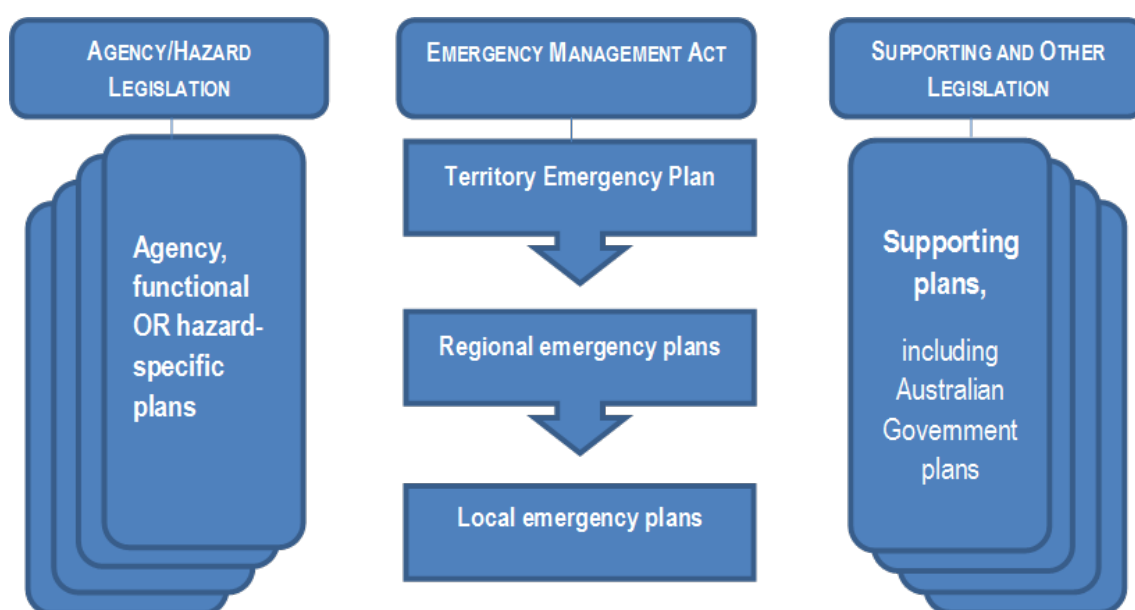 AGENCY/HAZARD
LEGISLATION
Agency,
functional
OR hazard-
specific
plans
EMERGENCY MANAGEMENT ACT
Territory Emergency Plan
Regional emergency plans
Local emergency plans
SUPPORTING AND OTHER
LEGISLATION
Supporting
plans,
including
Australian
Government
plans